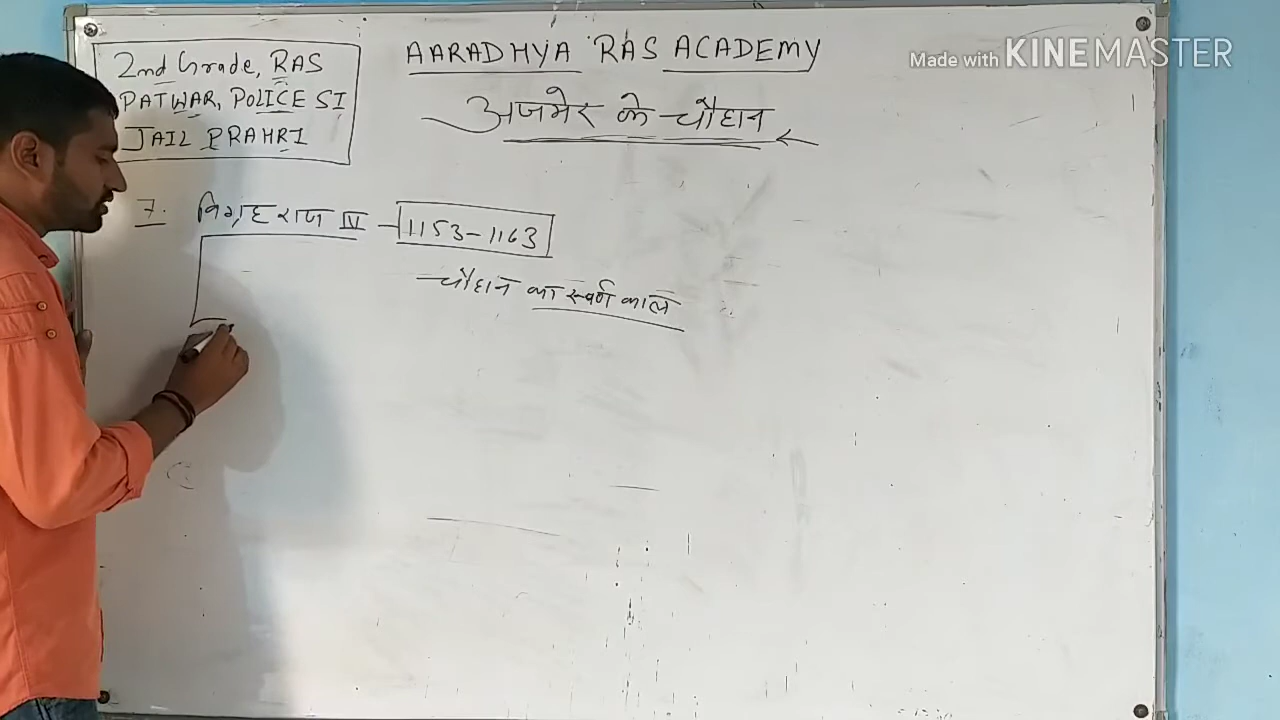 AARADHYA RAS ACADEMY
Made with KINEMASTER
2nd Grade, RAS
PATWAR, POLICE SI
JAIL PRAHRI
अजमेर के चौहान
7. विग्रहराज IV - 1153-1163
चौहान का स्वर्ण काल